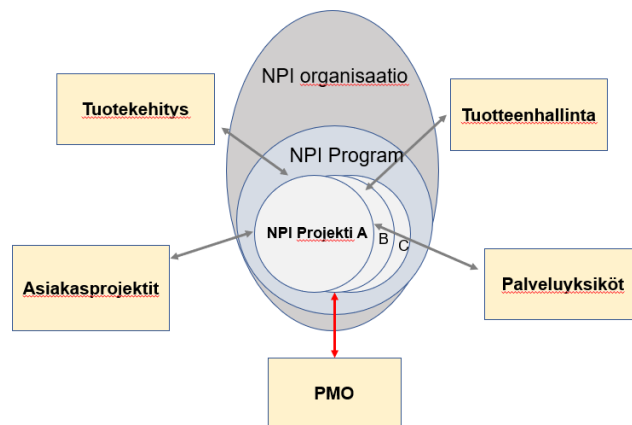 NPI organisaatio
Tuotekehitys
Tuotteenhallinta
NPI Program
NPI Projekti A
B
C
Asiakasprojektit
Palveluyksiköt
PMO